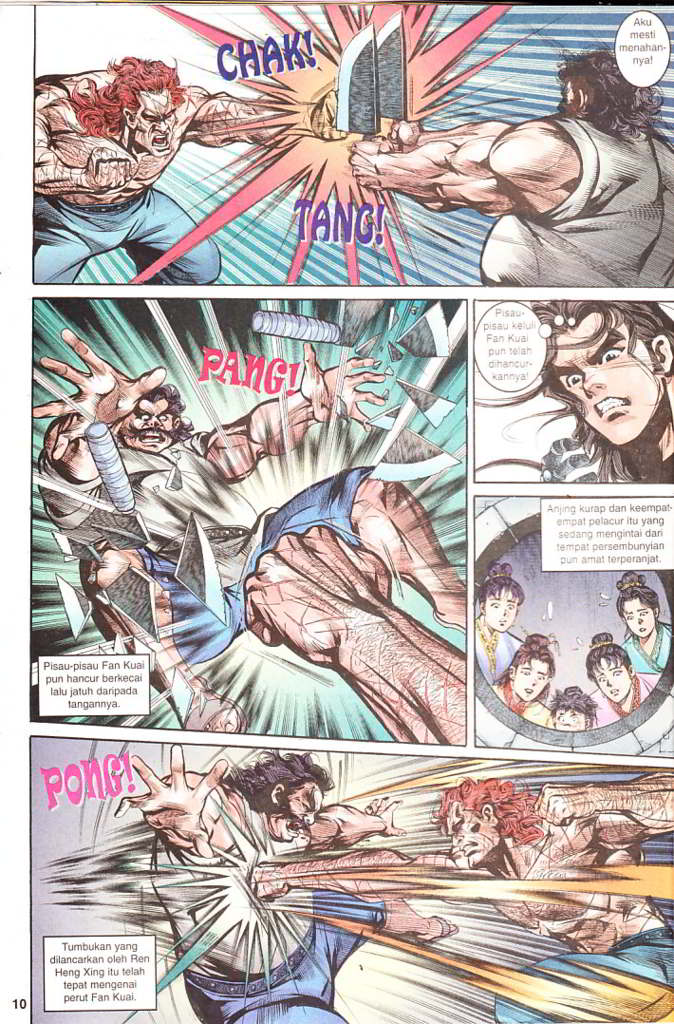 Aku
mesti
menahan-
nya!
CHAK!
TANG!
PANG!
Pisau-
pisau keluli
Fan Kuai
pun telah
dihancur-
kannya!
Anjing kurap dan keempat-
empat pelacur itu yang
sedang mengintai dari
tempat persembunyian
pun amat terperanjat.
Pisau-pisau Fan Kuai
pun hancur berkecai
lalu jatuh daripada
tangannya.
PONG!
Tumbukan yang
dilancarkan oleh Ren
Heng Xing itu telah
tepat mengenai
perut Fan Kuai.
10